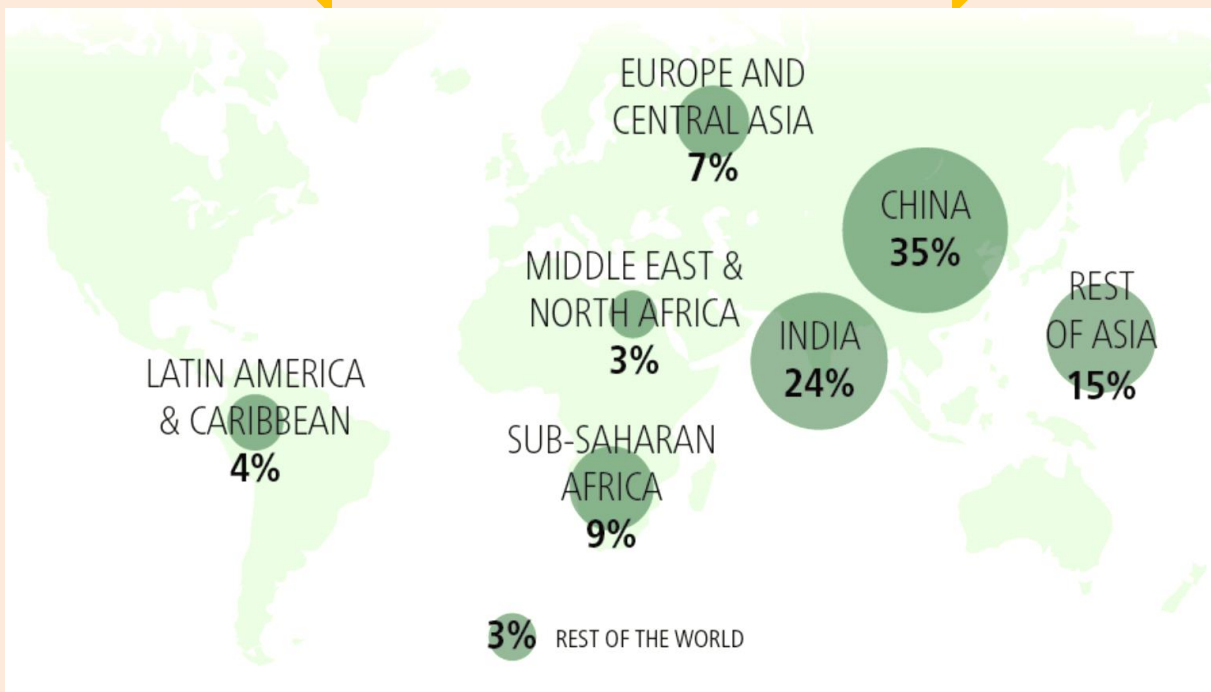 EUROPE AND
CENTRAL ASIA
7%
CHINA
35%
MIDDLE EAST &
NORTH AFRICA
3%
REST
OF ASIA
15%
INDIA
24%
LATIN AMERICA
& CARIBBEAN
4%
SUB-SAHARAN
AFRICA
9%
3% REST OF THE WORLD